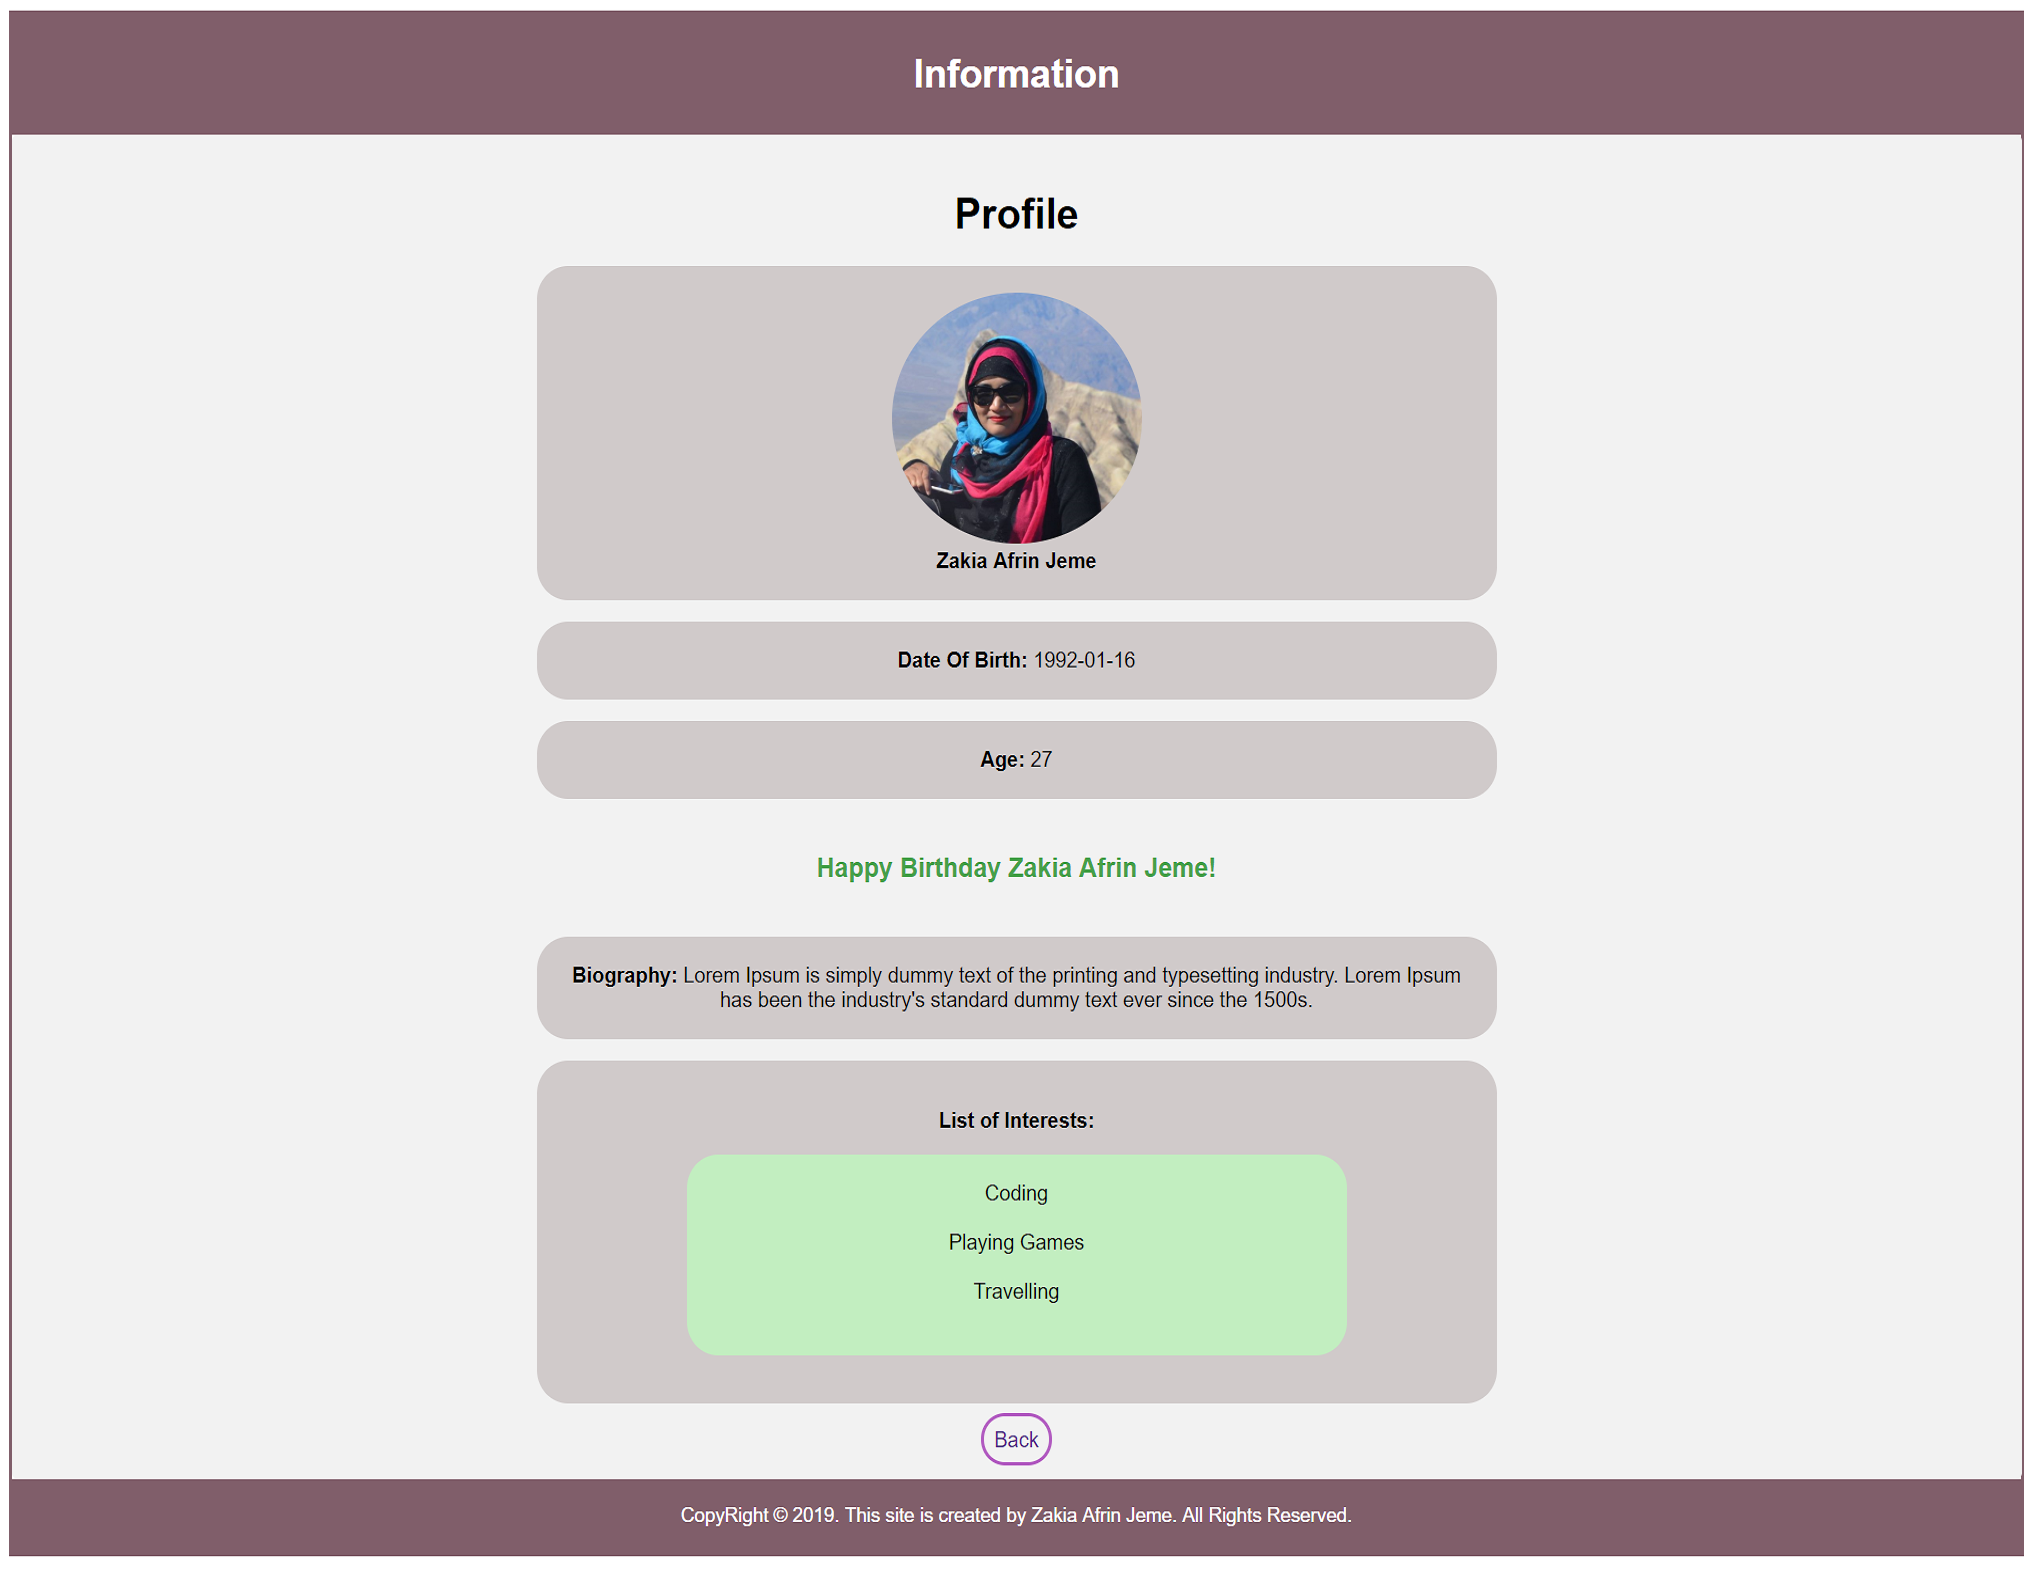 Information
Profile
Zakia Afrin Jeme
Date Of Birth: 1992-01-16
Age: 27
Happy Birthday Zakia Afrin Jeme!
Biography: Lorem Ipsum is simply dummy text of the printing and typesetting industry. Lorem Ipsum
has been the industry's standard dummy text ever since the 1500s.
List of Interests:
Coding
Playing Games
Travelling
Back
CopyRight © 2019. This site is created by Zakia Afrin Jeme. All Rights Reserved.